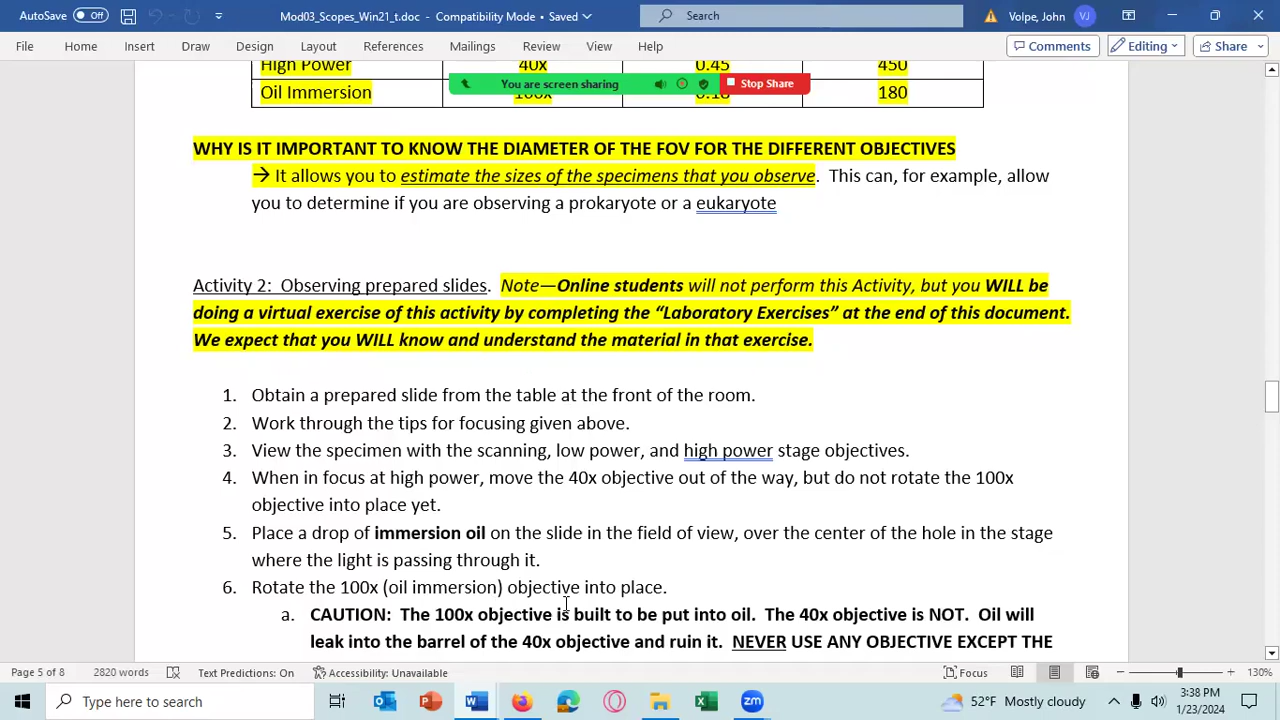 AutoSave Off Mod03_Scopes_Win21_t.doc - Compatibility Mode Search Volpe, John VJ
File Home Insert Draw Design Layout References Mailings Review View Help Comments Editing Share
High Power 40x 0.45 450
You are screen sharing Stop Share
Oil Immersion 100x 0.18 180
WHY IS IT IMPORTANT TO KNOW THE DIAMETER OF THE FOV FOR THE DIFFERENT OBJECTIVES
→ It allows you to estimate the sizes of the specimens that you observe. This can, for example, allow
you to determine if you are observing a prokaryote or a eukaryote
Activity 2: Observing prepared slides. Note—Online students will not perform this Activity, but you WILL be
doing a virtual exercise of this activity by completing the “Laboratory Exercises” at the end of this document.
We expect that you WILL know and understand the material in that exercise.
1. Obtain a prepared slide from the table at the front of the room.
2. Work through the tips for focusing given above.
3. View the specimen with the scanning, low power, and high power stage objectives.
4. When in focus at high power, move the 40x objective out of the way, but do not rotate the 100x
objective into place yet.
5. Place a drop of immersion oil on the slide in the field of view, over the center of the hole in the stage
where the light is passing through it.
6. Rotate the 100x (oil immersion) objective into place.
a. CAUTION: The 100x objective is built to be put into oil. The 40x objective is NOT. Oil will
leak into the barrel of the 40x objective and ruin it. NEVER USE ANY OBJECTIVE EXCEPT THE
Page 5 of 8 2820 words Text Predictions: On Accessibility: Unavailable Focus 130%
Type here to search 52°F Mostly cloudy 3:38 PM
1/23/2024